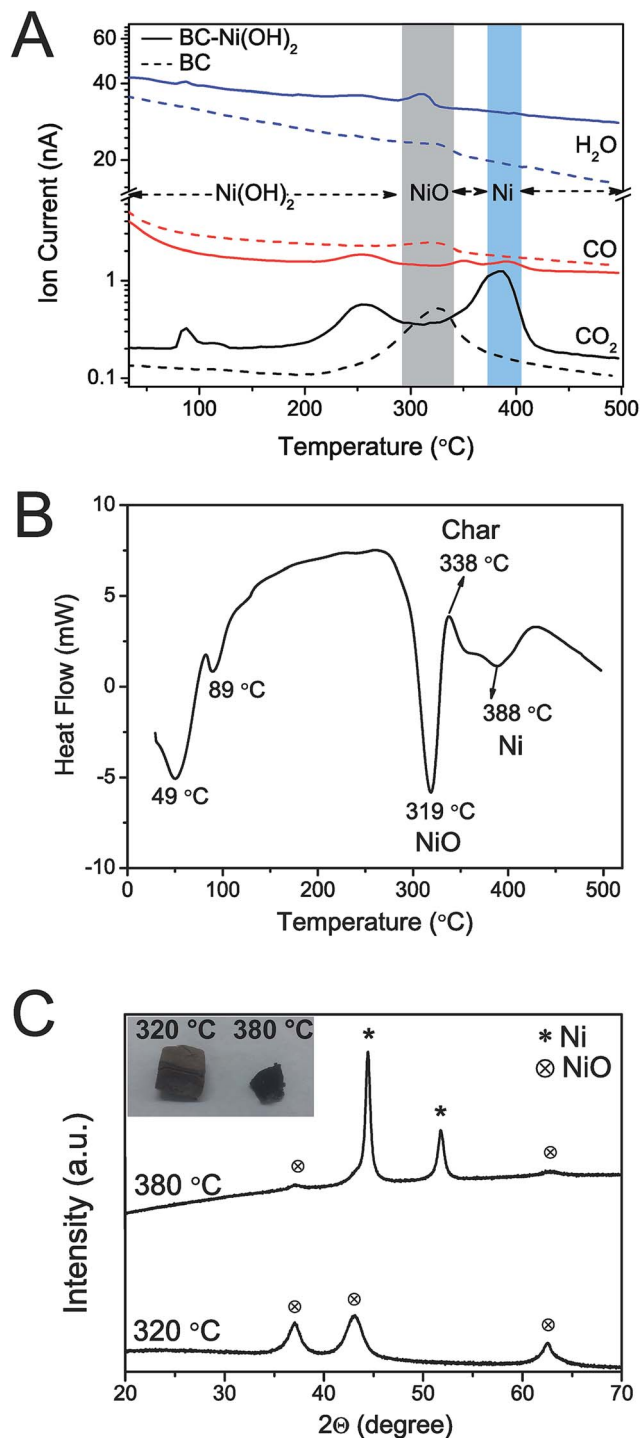 A
60
40
20
1
0.1
Ion Current (nA)
BC-Ni(OH)₂
BC
H₂O
Ni(OH)₂
NiO
Ni
CO
CO₂
100
200
300
400
500
Temperature (°C)
B
10
5
0
-5
-10
Heat Flow (mW)
Char
338 °C
89 °C
49 °C
388 °C
Ni
319 °C
NiO
0
100
200
300
400
500
Temperature (°C)
C
320 °C
380 °C
* Ni
⊗ NiO
*
*
⊗
⊗
380 °C
Intensity (a.u.)
⊗
⊗
⊗
320 °C
20
30
40
50
60
70
2Θ (degree)